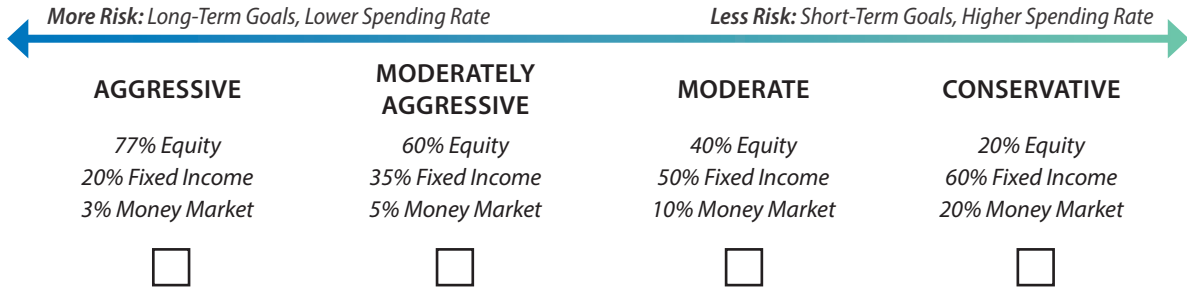 More Risk: Long-Term Goals, Lower Spending Rate
Less Risk: Short-Term Goals, Higher Spending Rate
AGGRESSIVE
77% Equity
20% Fixed Income
3% Money Market
MODERATELY
AGGRESSIVE
60% Equity
35% Fixed Income
5% Money Market
MODERATE
40% Equity
50% Fixed Income
10% Money Market
CONSERVATIVE
20% Equity
60% Fixed Income
20% Money Market